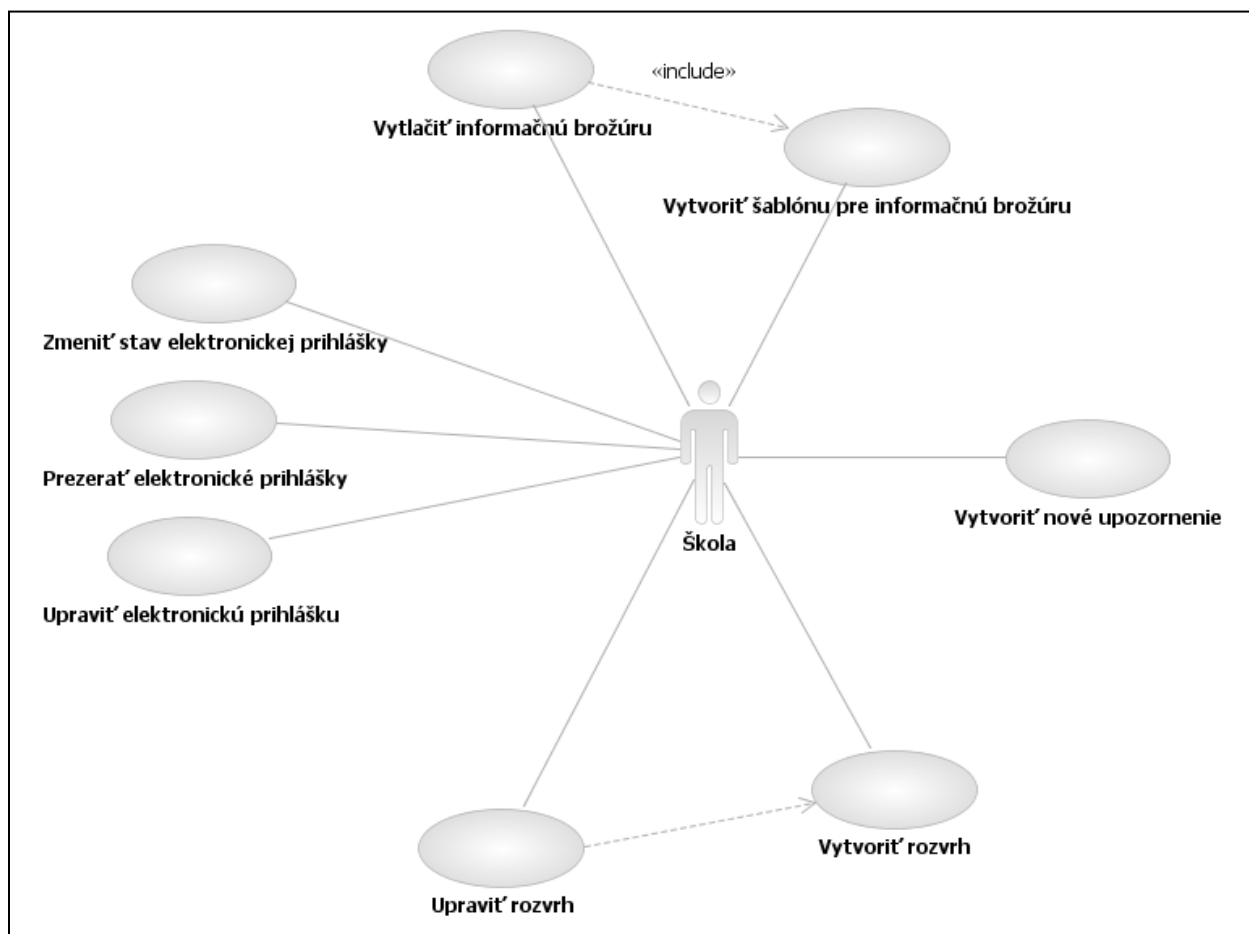 «include»
Vytlačiť informačnú brožúru
Vytvoriť šablónu pre informačnú brožúru
Zmeniť stav elektronickej prihlášky
Prezerať elektronické prihlášky
Vytvoriť nové upozornenie
Škola
Upraviť elektronickú prihlášku
Vytvoriť rozvrh
Upraviť rozvrh